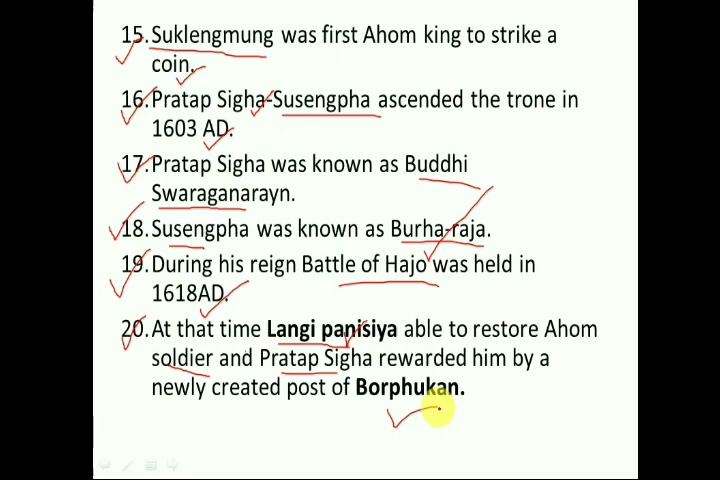 15. Suklengmung was first Ahom king to strike a
coin.
16. Pratap Sigha-Susengpha ascended the trone in
1603 AD.
17. Pratap Sigha was known as Buddhi
Swaraganarayn.
18. Susengpha was known as Burha-raja.
19. During his reign Battle of Hajo was held in
1618AD.
20. At that time Langi panisiya able to restore Ahom
soldier and Pratap Sigha rewarded him by a
newly created post of Borphukan.